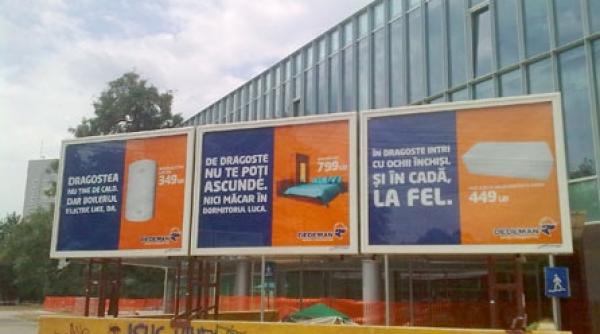 DRAGOSTEA
NU ȚINE DE CALD.
DAR BOILERUL
ELECTRIC LIKE, DA.
349 LEI
DEDEMAN
DE DRAGOSTE
NU TE POȚI
ASCUNDE.
NICI MĂCAR ÎN
DORMITORUL LUCA.
799 LEI
DEDEMAN
ÎN DRAGOSTE INTRI
CU OCHII ÎNCHIȘI.
ȘI ÎN CADĂ,
LA FEL.
449 LEI
DEDEMAN